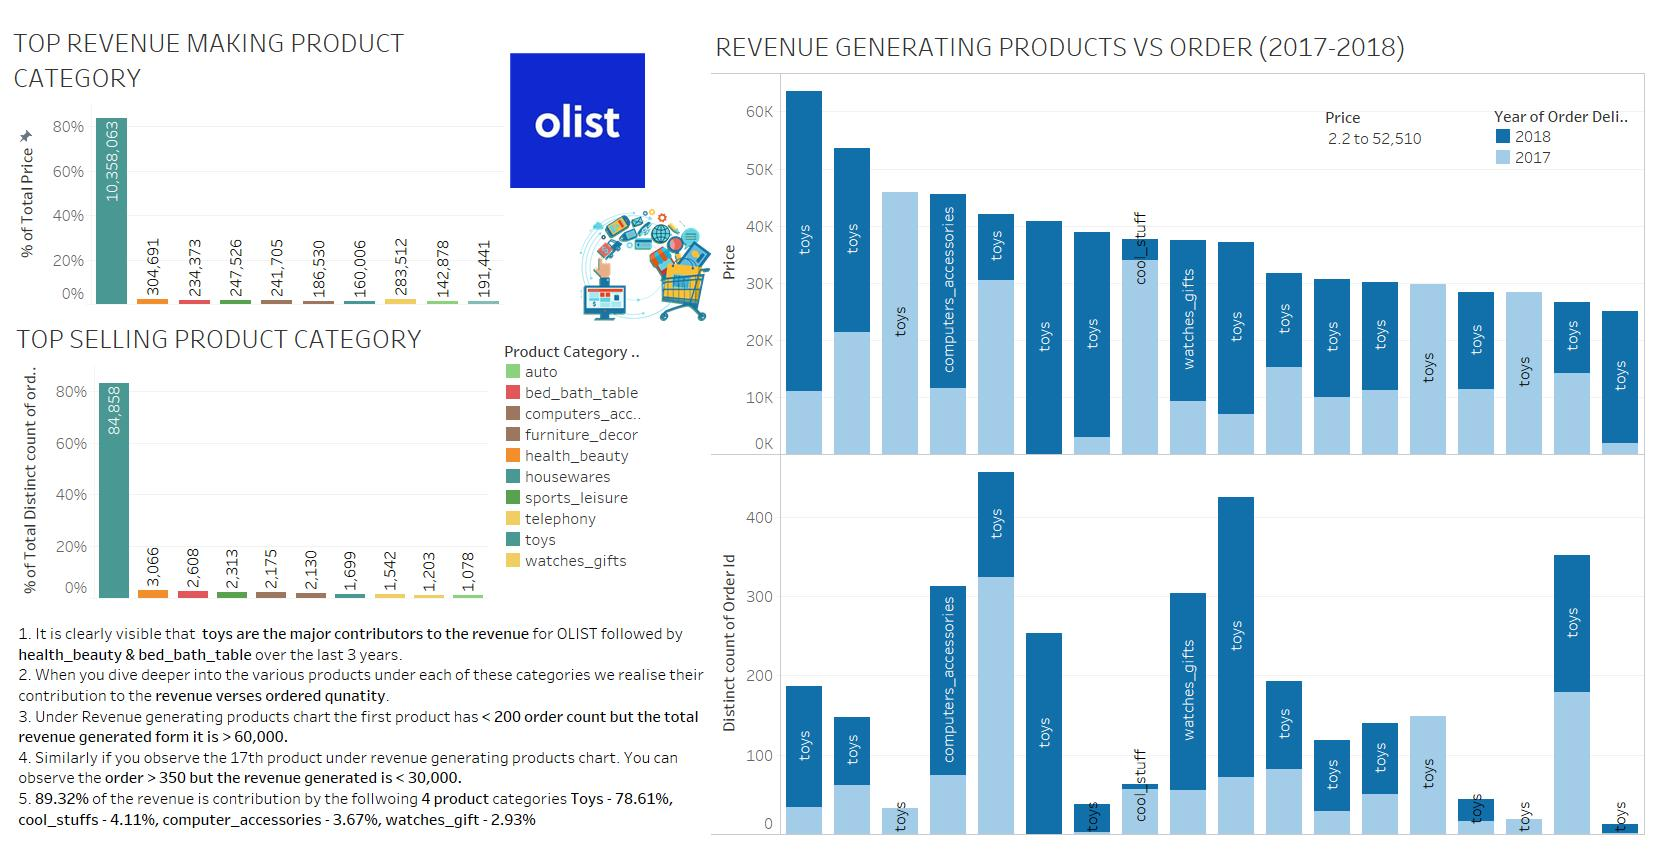 TOP REVENUE MAKING PRODUCT
CATEGORY
% of Total Price
80%
60%
40%
20%
0%
10,358,063
304,691
234,373
247,526
241,705
186,530
160,006
283,512
142,878
191,441
olist
TOP SELLING PRODUCT CATEGORY
% of Total Distinct count of ord..
80%
60%
40%
20%
0%
84,858
3,066
2,608
2,313
2,175
2,130
1,699
1,542
1,203
1,078
Product Category ..
auto
bed_bath_table
computers_acc..
furniture_decor
health_beauty
housewares
sports_leisure
telephony
toys
watches_gifts
1. It is clearly visible that toys are the major contributors to the revenue for OLIST followed by
health_beauty & bed_bath_table over the last 3 years.
2. When you dive deeper into the various products under each of these categories we realise their
contribution to the revenue verses ordered qunatity.
3. Under Revenue generating products chart the first product has < 200 order count but the total
revenue generated form it is > 60,000.
4. Similarly if you observe the 17th product under revenue generating products chart. You can
observe the order > 350 but the revenue generated is < 30,000.
5. 89.32% of the revenue is contribution by the follwoing 4 product categories Toys - 78.61%,
cool_stuffs - 4.11%, computer_accessories - 3.67%, watches_gift - 2.93%
REVENUE GENERATING PRODUCTS VS ORDER (2017-2018)
Price
60K
50K
40K
30K
20K
10K
0K
toys
toys
toys
computers_accessories
toys
toys
toys
cool_stuff
watches_gifts
toys
toys
toys
toys
toys
toys
toys
toys
toys
Price
2.2 to 52,510
Year of Order Deli..
2018
2017
Distinct count of Order Id
400
300
200
100
0
toys
toys
toys
computers_accessories
toys
toys
toys
cool_stuff
watches_gifts
toys
toys
toys
toys
toys
toys
toys
toys
toys